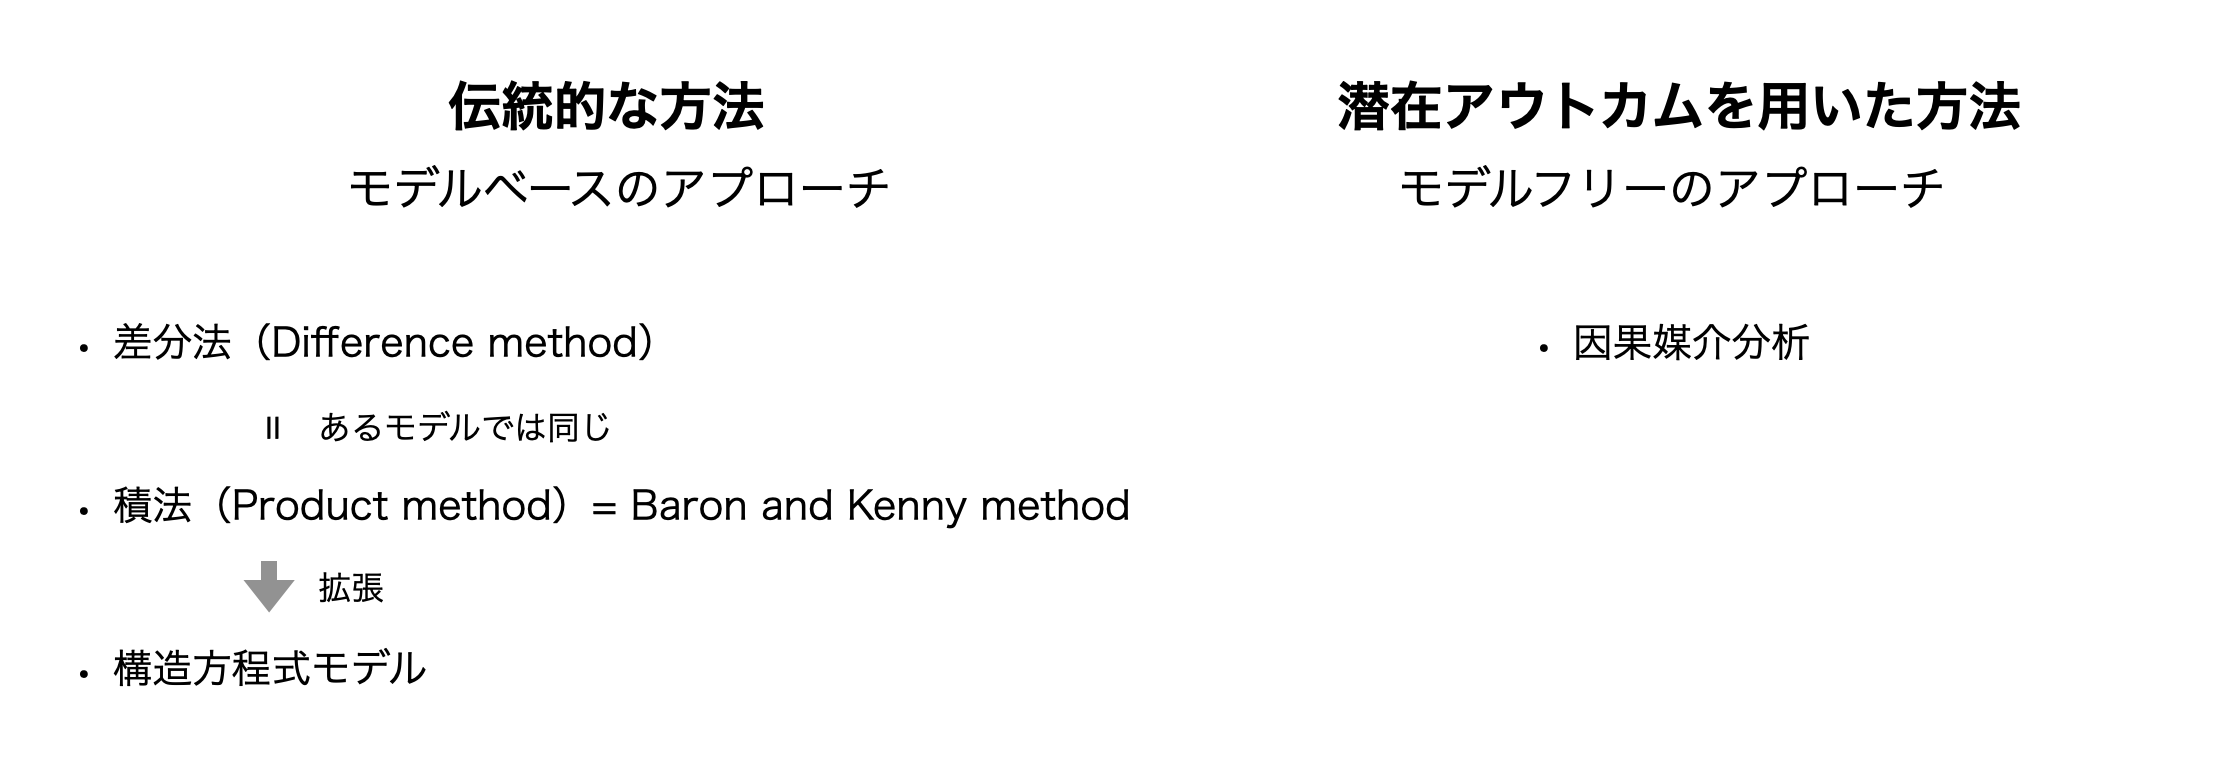 伝統的な方法
モデルベースのアプローチ
・差分法（Difference method）
＝ あるモデルでは同じ
・積法（Product method）= Baron and Kenny method
拡張
・構造方程式モデル
潜在アウトカムを用いた方法
モデルフリーのアプローチ
・因果媒介分析